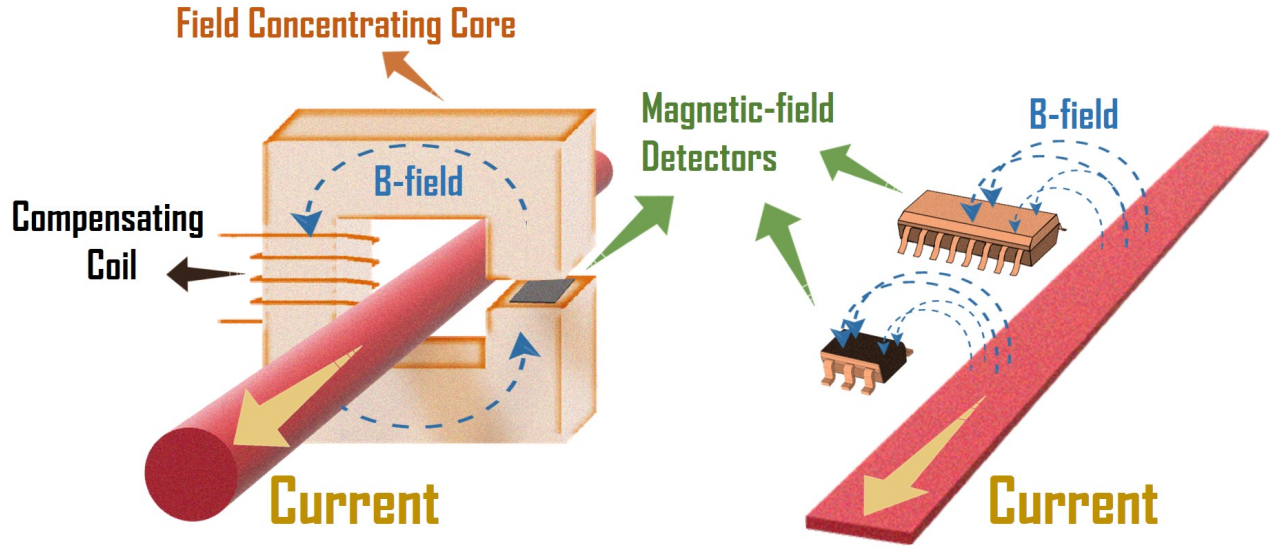 Field Concentrating Core
Magnetic-field
Detectors
B-field
B-field
Compensating
Coil
Current
Current